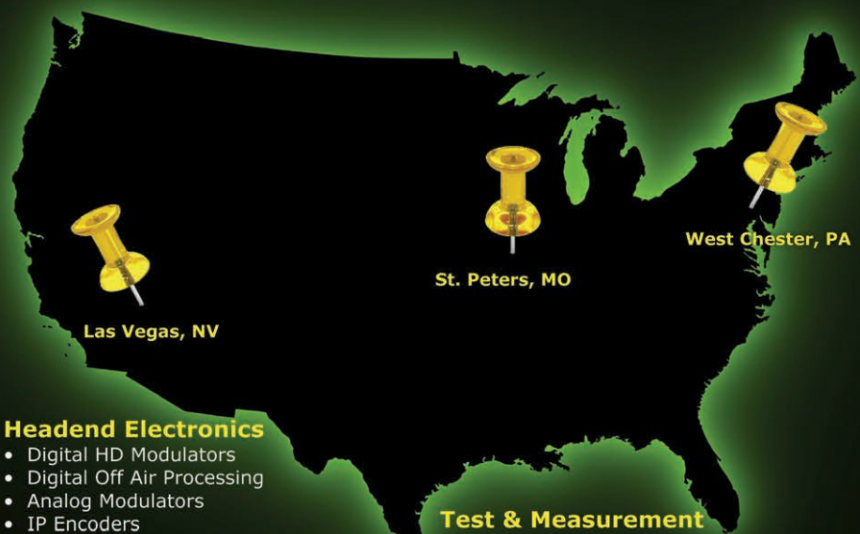 West Chester, PA
St. Peters, MO
Las Vegas, NV
Headend Electronics
• Digital HD Modulators
• Digital Off Air Processing
• Analog Modulators
• IP Encoders
Test & Measurement